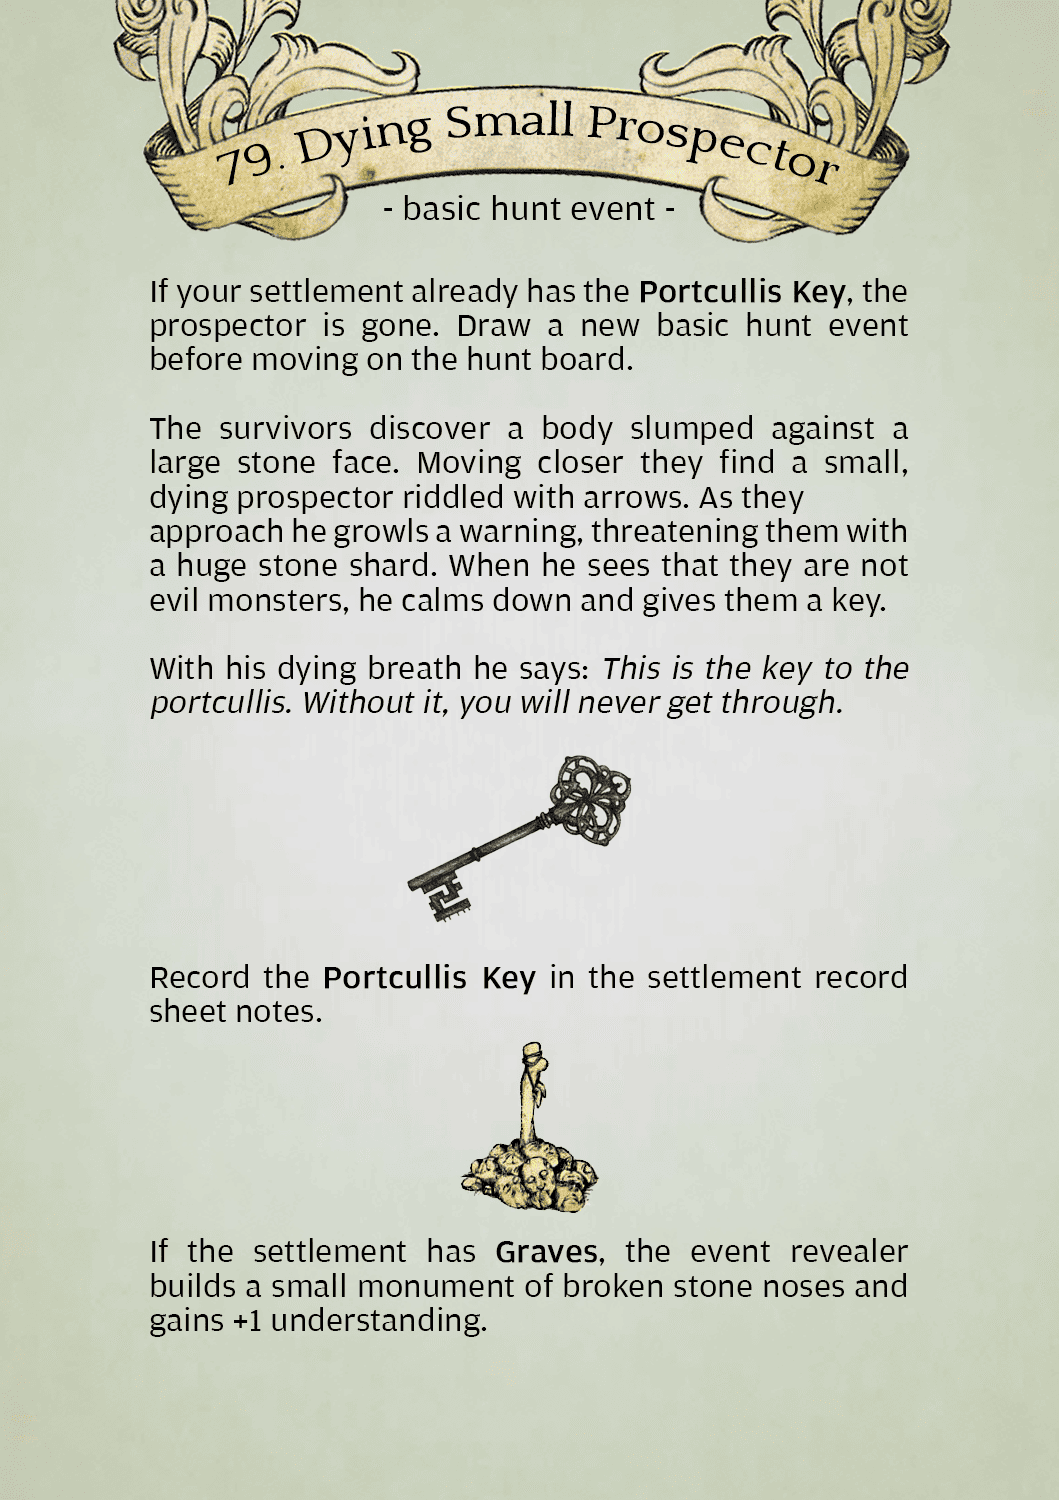 79. Dying Small Prospector
- basic hunt event -
If your settlement already has the Portcullis Key, the
prospector is gone. Draw a new basic hunt event
before moving on the hunt board.
The survivors discover a body slumped against a
large stone face. Moving closer they find a small,
dying prospector riddled with arrows. As they
approach he growls a warning, threatening them with
a huge stone shard. When he sees that they are not
evil monsters, he calms down and gives them a key.
With his dying breath he says: This is the key to the
portcullis. Without it, you will never get through.
Record the Portcullis Key in the settlement record
sheet notes.
If the settlement has Graves, the event revealer
builds a small monument of broken stone noses and
gains +1 understanding.